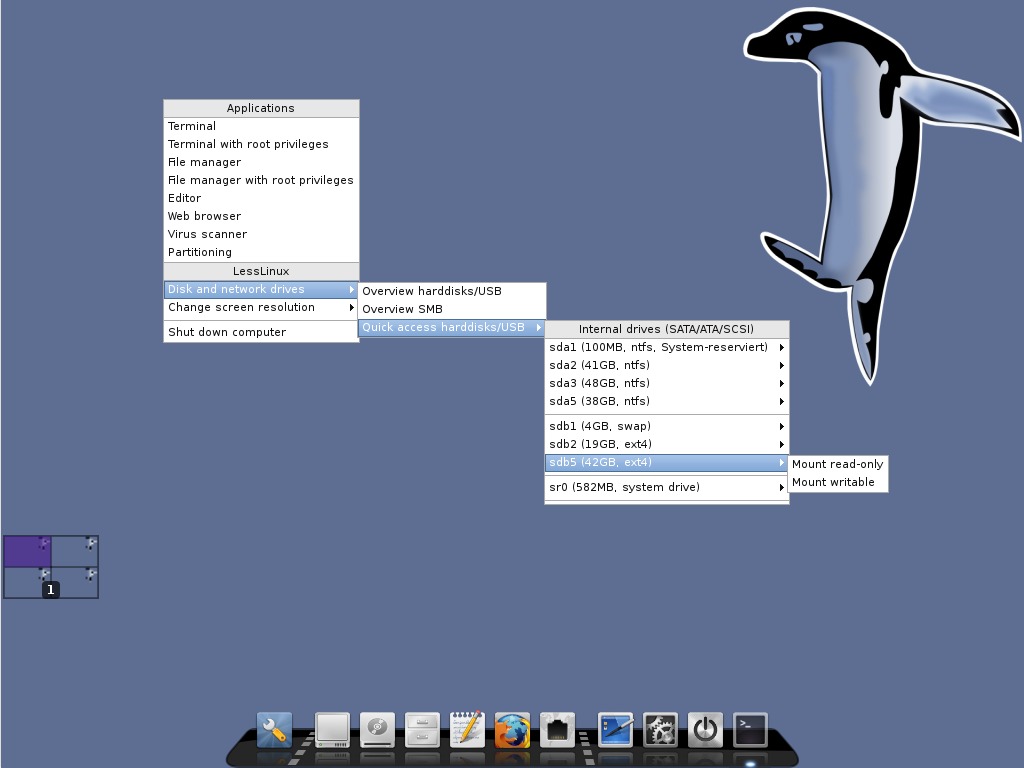 Applications
Terminal
Terminal with root privileges
File manager
File manager with root privileges
Editor
Web browser
Virus scanner
Partitioning
LessLinux
Disk and network drives
Change screen resolution
Shut down computer
Overview harddisks/USB
Overview SMB
Quick access harddisks/USB
Internal drives (SATA/ATA/SCSI)
sda1 (100MB, ntfs, System-reserviert)
sda2 (41GB, ntfs)
sda3 (48GB, ntfs)
sda5 (38GB, ntfs)
sdb1 (4GB, swap)
sdb2 (19GB, ext4)
sdb5 (42GB, ext4)
sr0 (582MB, system drive)
Mount read-only
Mount writable
1
>_